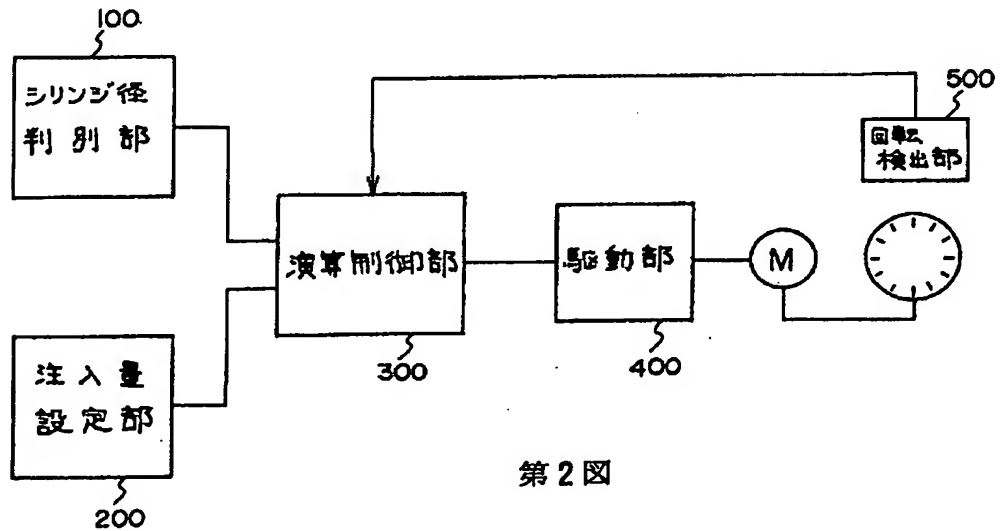 100
シリンジ径
判別部
500
回転
検出部
演算制御部
駆動部
M
300
400
注入量
設定部
200
第2図